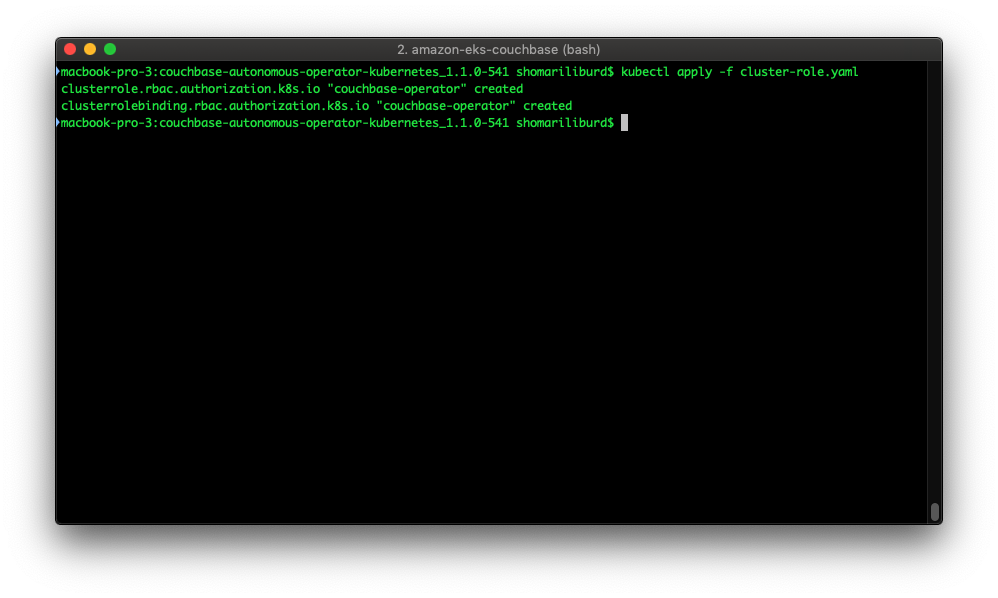 2. amazon-eks-couchbase (bash)
macbook-pro-3:couchbase-autonomous-operator-kubernetes_1.1.0-541 shomariliburd$ kubectl apply -f cluster-role.yaml
clusterrole.rbac.authorization.k8s.io "couchbase-operator" created
clusterrolebinding.rbac.authorization.k8s.io "couchbase-operator" created
macbook-pro-3:couchbase-autonomous-operator-kubernetes_1.1.0-541 shomariliburd$